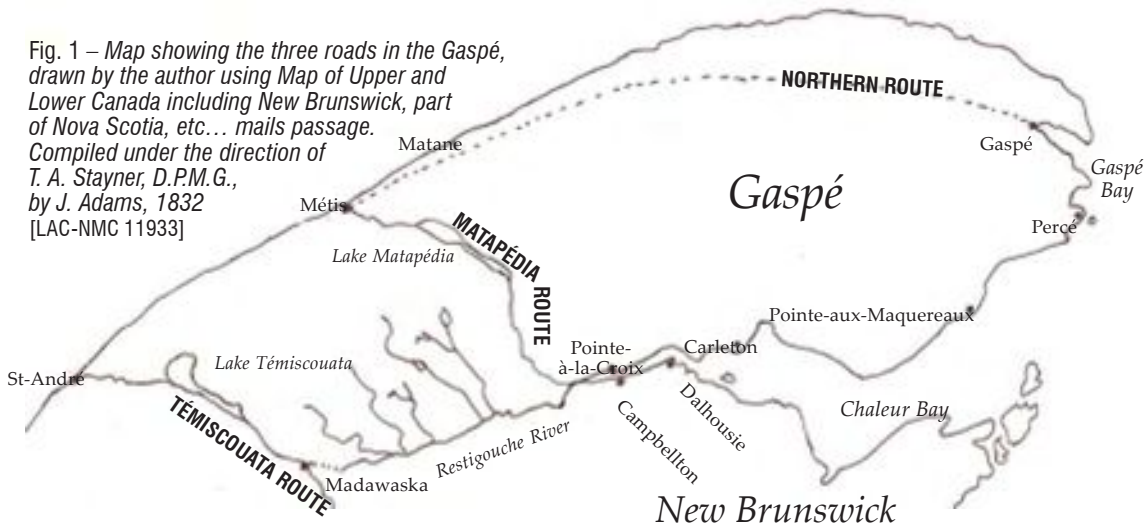 Fig. 1 – Map showing the three roads in the Gaspé,
drawn by the author using Map of Upper and
Lower Canada including New Brunswick, part
of Nova Scotia, etc… mails passage.
Compiled under the direction of
T. A. Stayner, D.P.M.G.,
by J. Adams, 1832
[LAC-NMC 11933]
NORTHERN ROUTE
Matane
Gaspé
Gaspé
Bay
Gaspé
Métis
Percé
MATAPÉDIA
ROUTE
Lake Matapédia
Pointe-aux-Maquereaux
Pointe-
à-la-Croix
Carleton
Lake Témiscouata
St-André
Dalhousie
Chaleur Bay
Campbellton
TÉMISCOUATA ROUTE
Restigouche River
Madawaska
New Brunswick